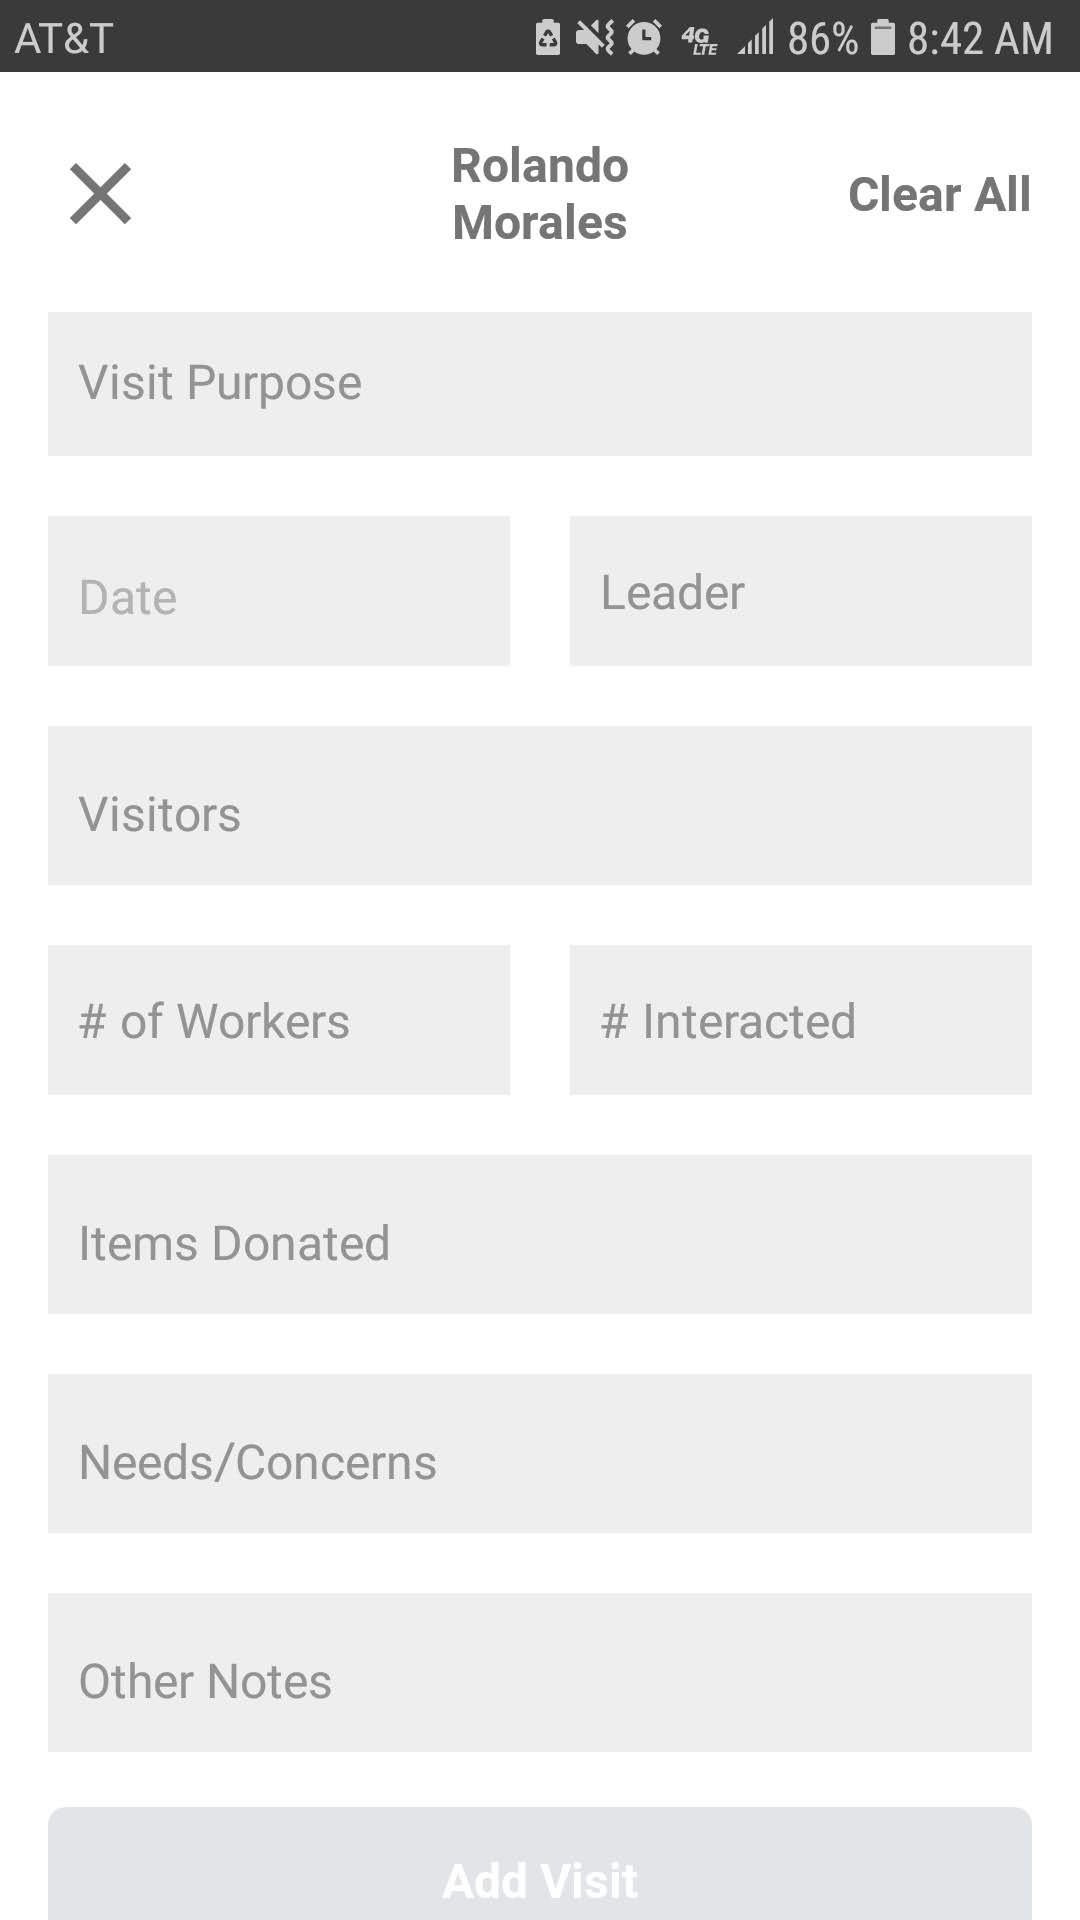 AT&T 4G LTE 86% 8:42 AM
Rolando
Morales
Clear All
Visit Purpose
Date
Leader
Visitors
# of Workers
# Interacted
Items Donated
Needs/Concerns
Other Notes
Add Visit